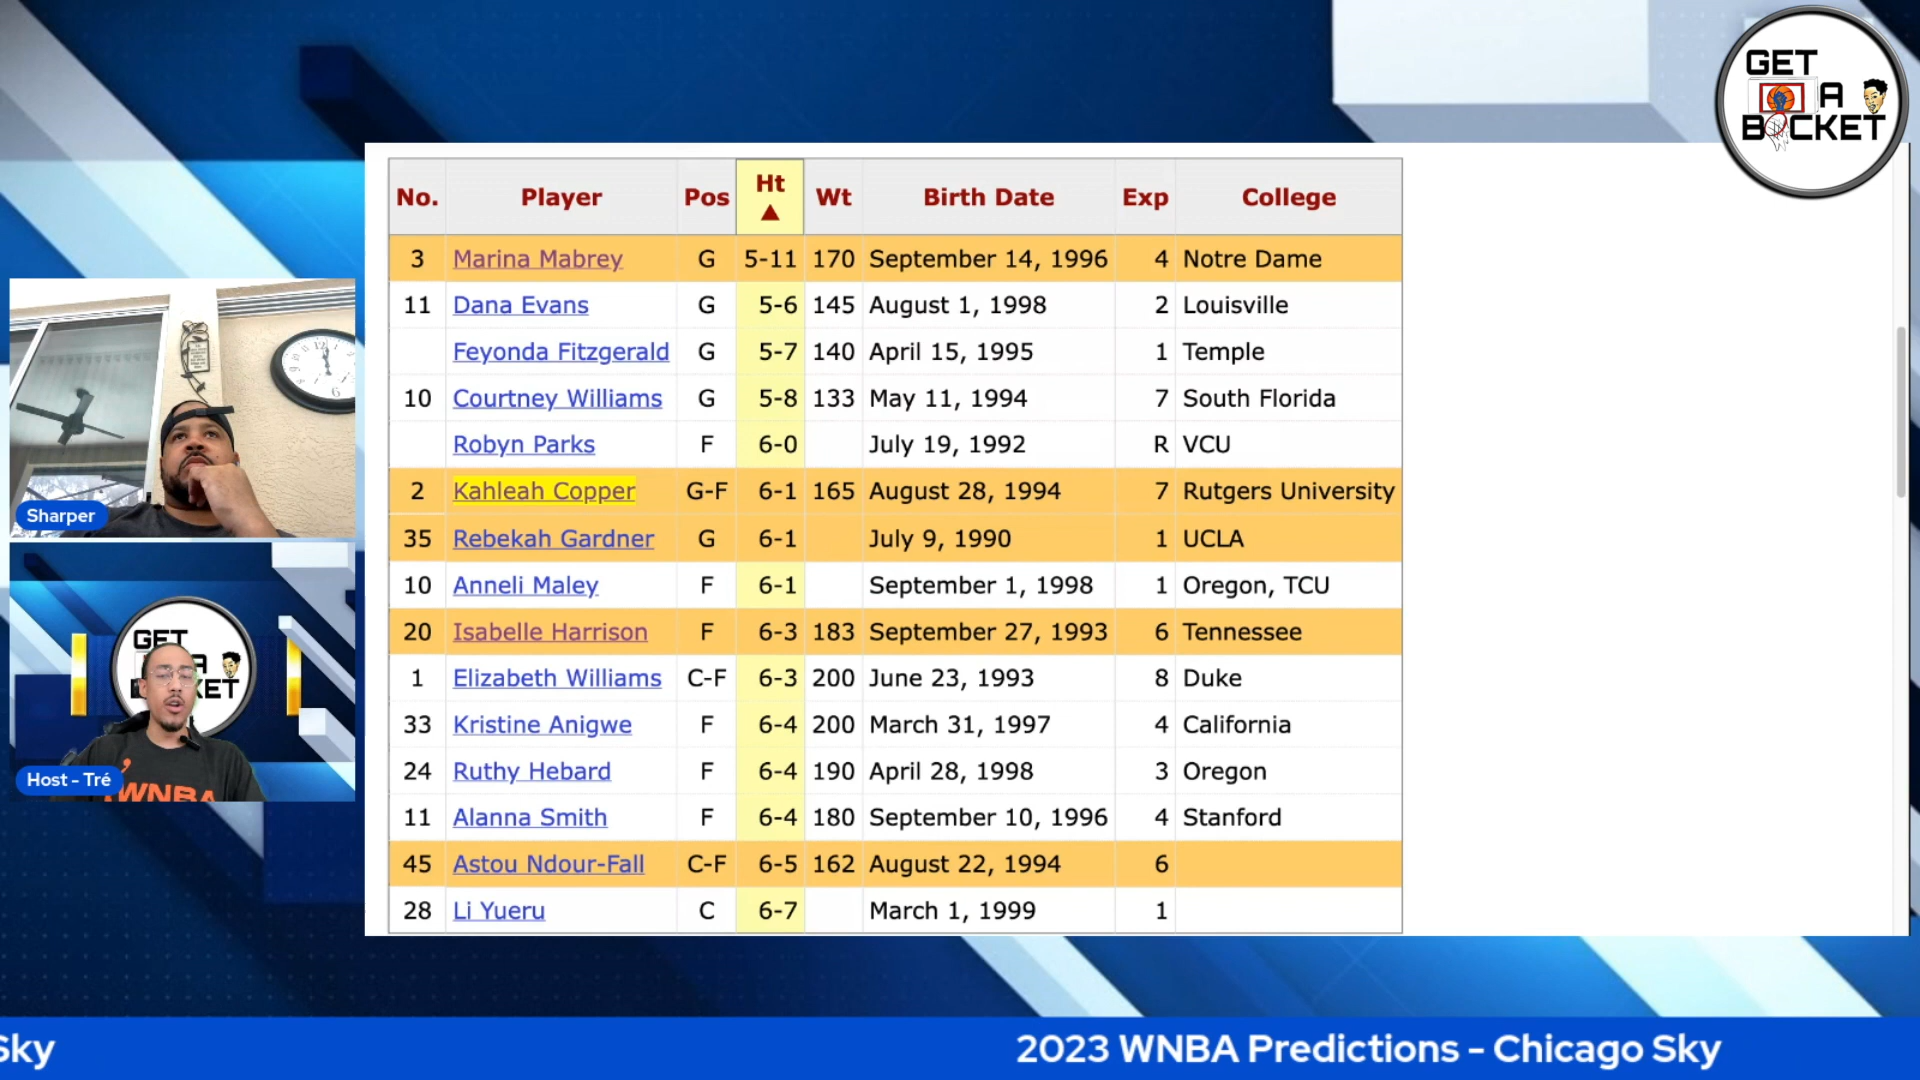 GET
A
BUCKET
No. Player Pos Ht ▲ Wt Birth Date Exp College
3 Marina Mabrey G 5-11 170 September 14, 1996 4 Notre Dame
11 Dana Evans G 5-6 145 August 1, 1998 2 Louisville
Feyonda Fitzgerald G 5-7 140 April 15, 1995 1 Temple
10 Courtney Williams G 5-8 133 May 11, 1994 7 South Florida
Robyn Parks F 6-0 July 19, 1992 R VCU
2 Kahleah Copper G-F 6-1 165 August 28, 1994 7 Rutgers University
35 Rebekah Gardner G 6-1 July 9, 1990 1 UCLA
10 Anneli Maley F 6-1 September 1, 1998 1 Oregon, TCU
20 Isabelle Harrison F 6-3 183 September 27, 1993 6 Tennessee
1 Elizabeth Williams C-F 6-3 200 June 23, 1993 8 Duke
33 Kristine Anigwe F 6-4 200 March 31, 1997 4 California
24 Ruthy Hebard F 6-4 190 April 28, 1998 3 Oregon
11 Alanna Smith F 6-4 180 September 10, 1996 4 Stanford
45 Astou Ndour-Fall C-F 6-5 162 August 22, 1994 6
28 Li Yueru C 6-7 March 1, 1999 1
Sharper
GET
A
Host - Tré
WNBA
Sky
2023 WNBA Predictions - Chicago Sky